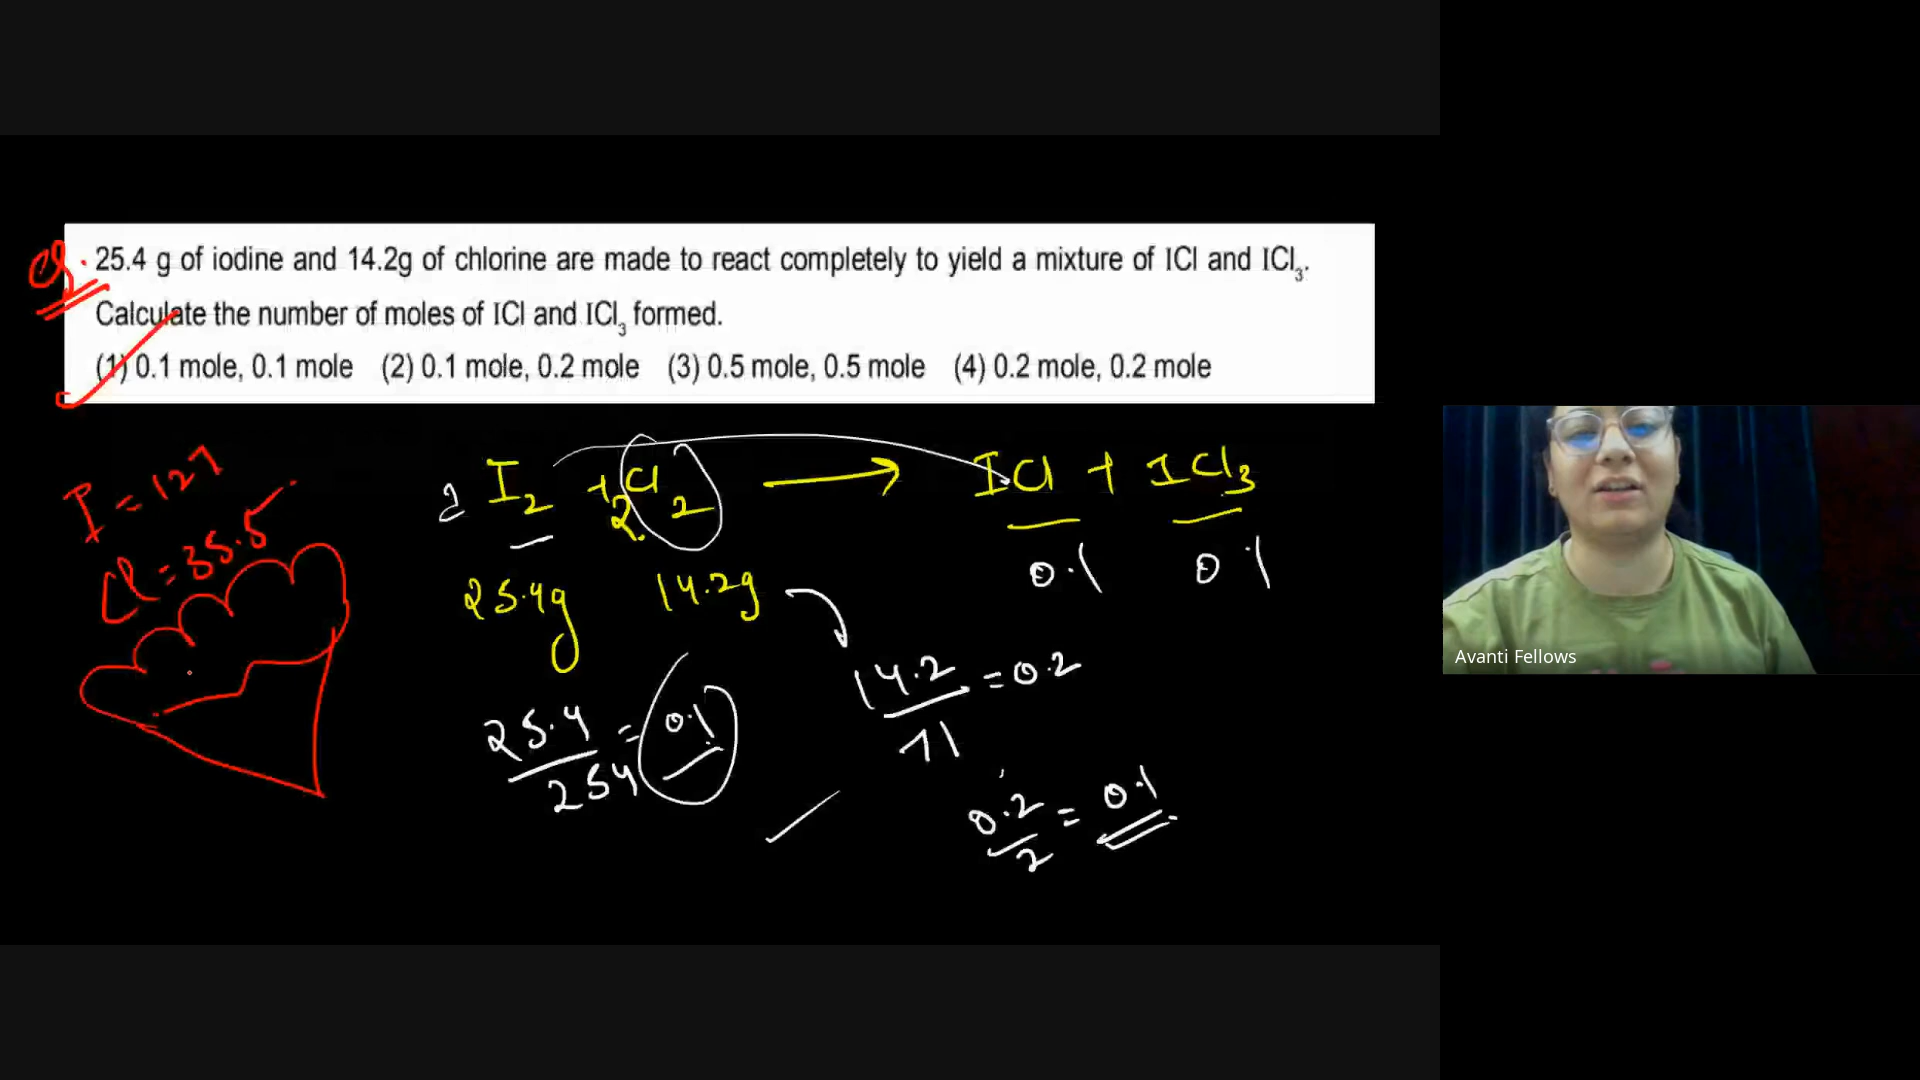 Q. 25.4 g of iodine and 14.2g of chlorine are made to react completely to yield a mixture of ICl and ICl₃.
Calculate the number of moles of ICl and ICl₃ formed.
(1) 0.1 mole, 0.1 mole (2) 0.1 mole, 0.2 mole (3) 0.5 mole, 0.5 mole (4) 0.2 mole, 0.2 mole
I = 127
Cl = 35.5
I₂ + 2Cl₂ → ICl + ICl₃
25.4g 14.2g 0.1 0.1
14.2/71 = 0.2
25.4/254 = 0.1
0.2/2 = 0.1
Avanti Fellows